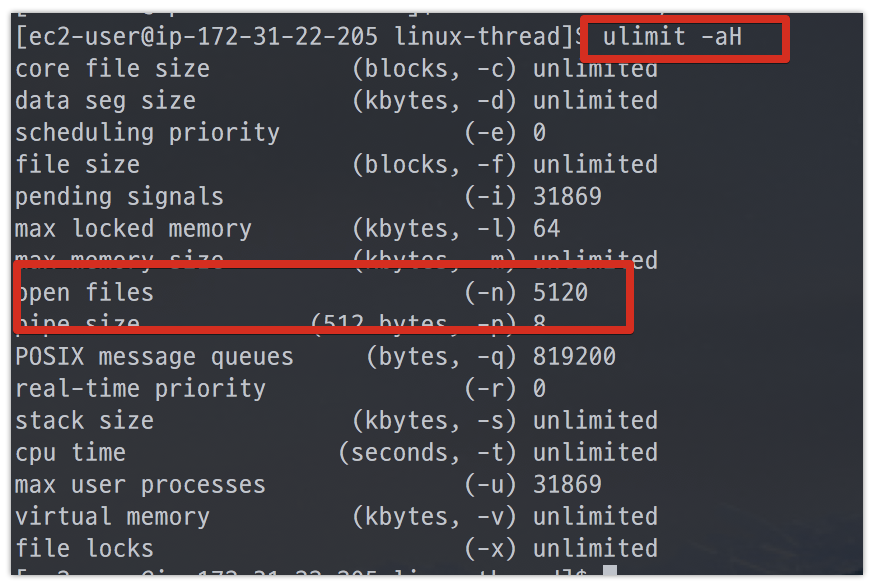 [ec2-user@ip-172-31-22-205 linux-thread]$ ulimit -aH
core file size (blocks, -c) unlimited
data seg size (kbytes, -d) unlimited
scheduling priority (-e) 0
file size (blocks, -f) unlimited
pending signals (-i) 31869
max locked memory (kbytes, -l) 64
max memory size (kbytes, -m) unlimited
open files (-n) 5120
pipe size (512 bytes, -p) 8
POSIX message queues (bytes, -q) 819200
real-time priority (-r) 0
stack size (kbytes, -s) unlimited
cpu time (seconds, -t) unlimited
max user processes (-u) 31869
virtual memory (kbytes, -v) unlimited
file locks (-x) unlimited
[ec2-user@ip-172-31-22-205 linux-thread]$